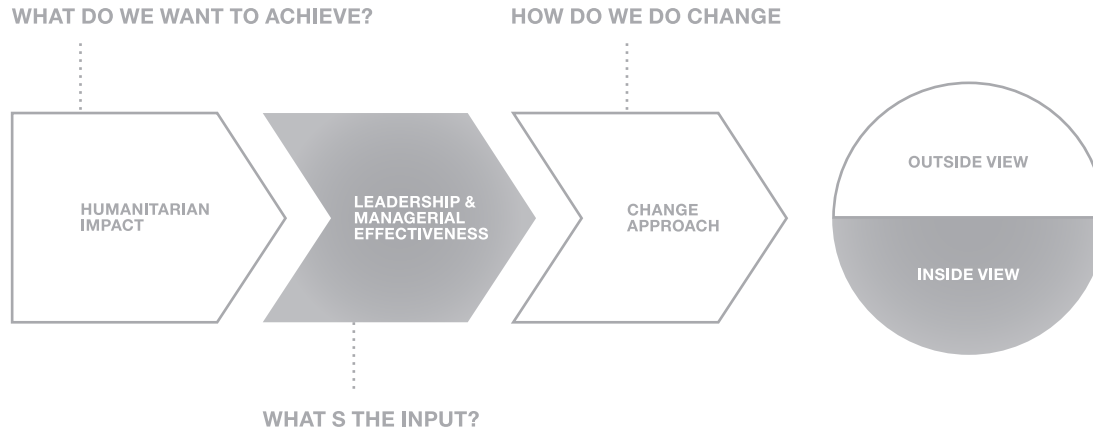 WHAT DO WE WANT TO ACHIEVE?
HOW DO WE DO CHANGE
HUMANITARIAN
IMPACT
LEADERSHIP &
MANAGERIAL
EFFECTIVENESS
CHANGE
APPROACH
OUTSIDE VIEW
INSIDE VIEW
WHAT S THE INPUT?